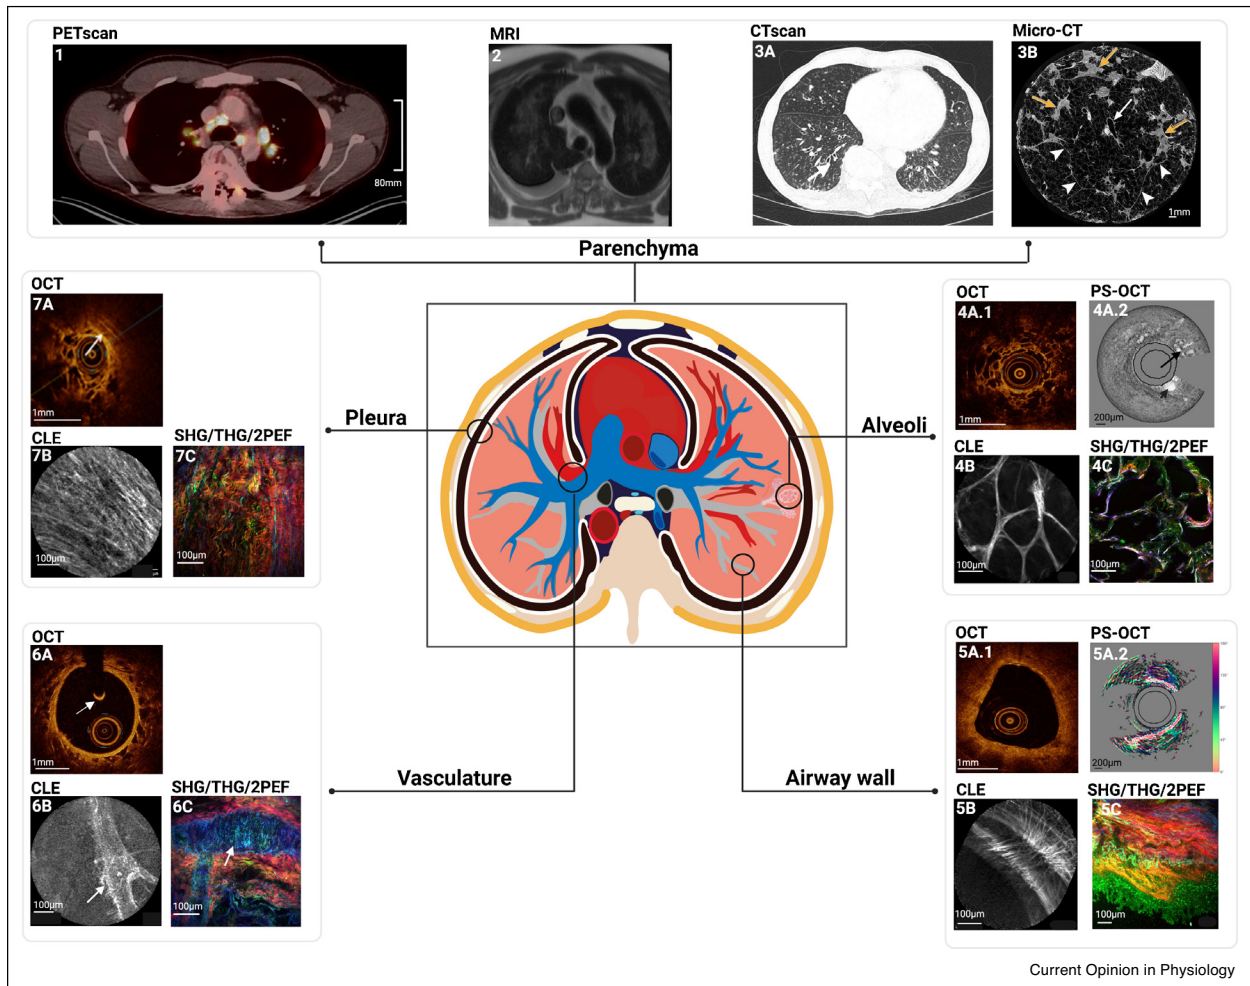 PETscan
1
80mm
MRI
2
CTscan
3A
Micro-CT
3B
1mm
Parenchyma
OCT
7A
1mm
CLE
7B
100µm
SHG/THG/2PEF
7C
100µm
Pleura
OCT
4A.1
1mm
PS-OCT
4A.2
200µm
CLE
4B
100µm
SHG/THG/2PEF
4C
100µm
Alveoli
OCT
6A
1mm
CLE
6B
100µm
SHG/THG/2PEF
6C
100µm
Vasculature
OCT
5A.1
1mm
PS-OCT
5A.2
200µm
CLE
5B
100µm
SHG/THG/2PEF
5C
100µm
Airway wall
Current Opinion in Physiology